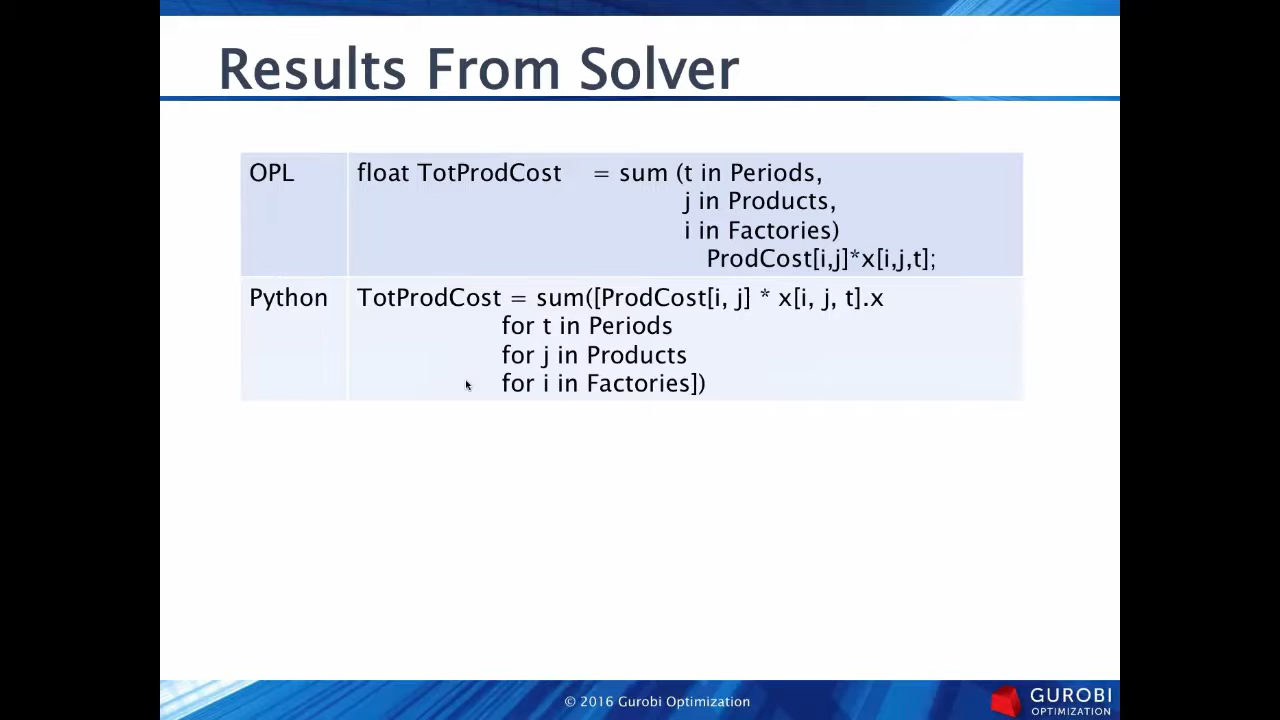 Results From Solver
OPL float TotProdCost = sum (t in Periods,
j in Products,
i in Factories)
ProdCost[i,j]*x[i,j,t];
Python TotProdCost = sum([ProdCost[i, j] * x[i, j, t].x
for t in Periods
for j in Products
for i in Factories])
© 2016 Gurobi Optimization
GUROBI
OPTIMIZATION